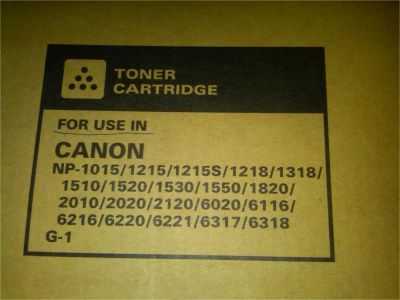 TONER
CARTRIDGE
FOR USE IN
CANON
NP-1015/1215/1215S/1218/1318/
1510/1520/1530/1550/1820/
2010/2020/2120/6020/6116/
6216/6220/6221/6317/6318
G-1